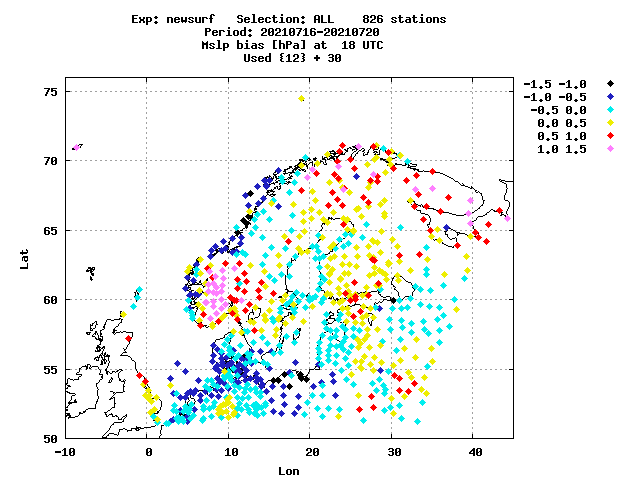 Exp: newsurf   Selection: ALL    826 stations
Period: 20210716-20210720
Mslp bias [hPa] at  18 UTC
Used {12} + 30
-1.5 -1.0
-1.0 -0.5
-0.5 0.0
0.0 0.5
0.5 1.0
1.0 1.5
75
70
65
60
55
50
Lat
-10 0 10 20 30 40
Lon